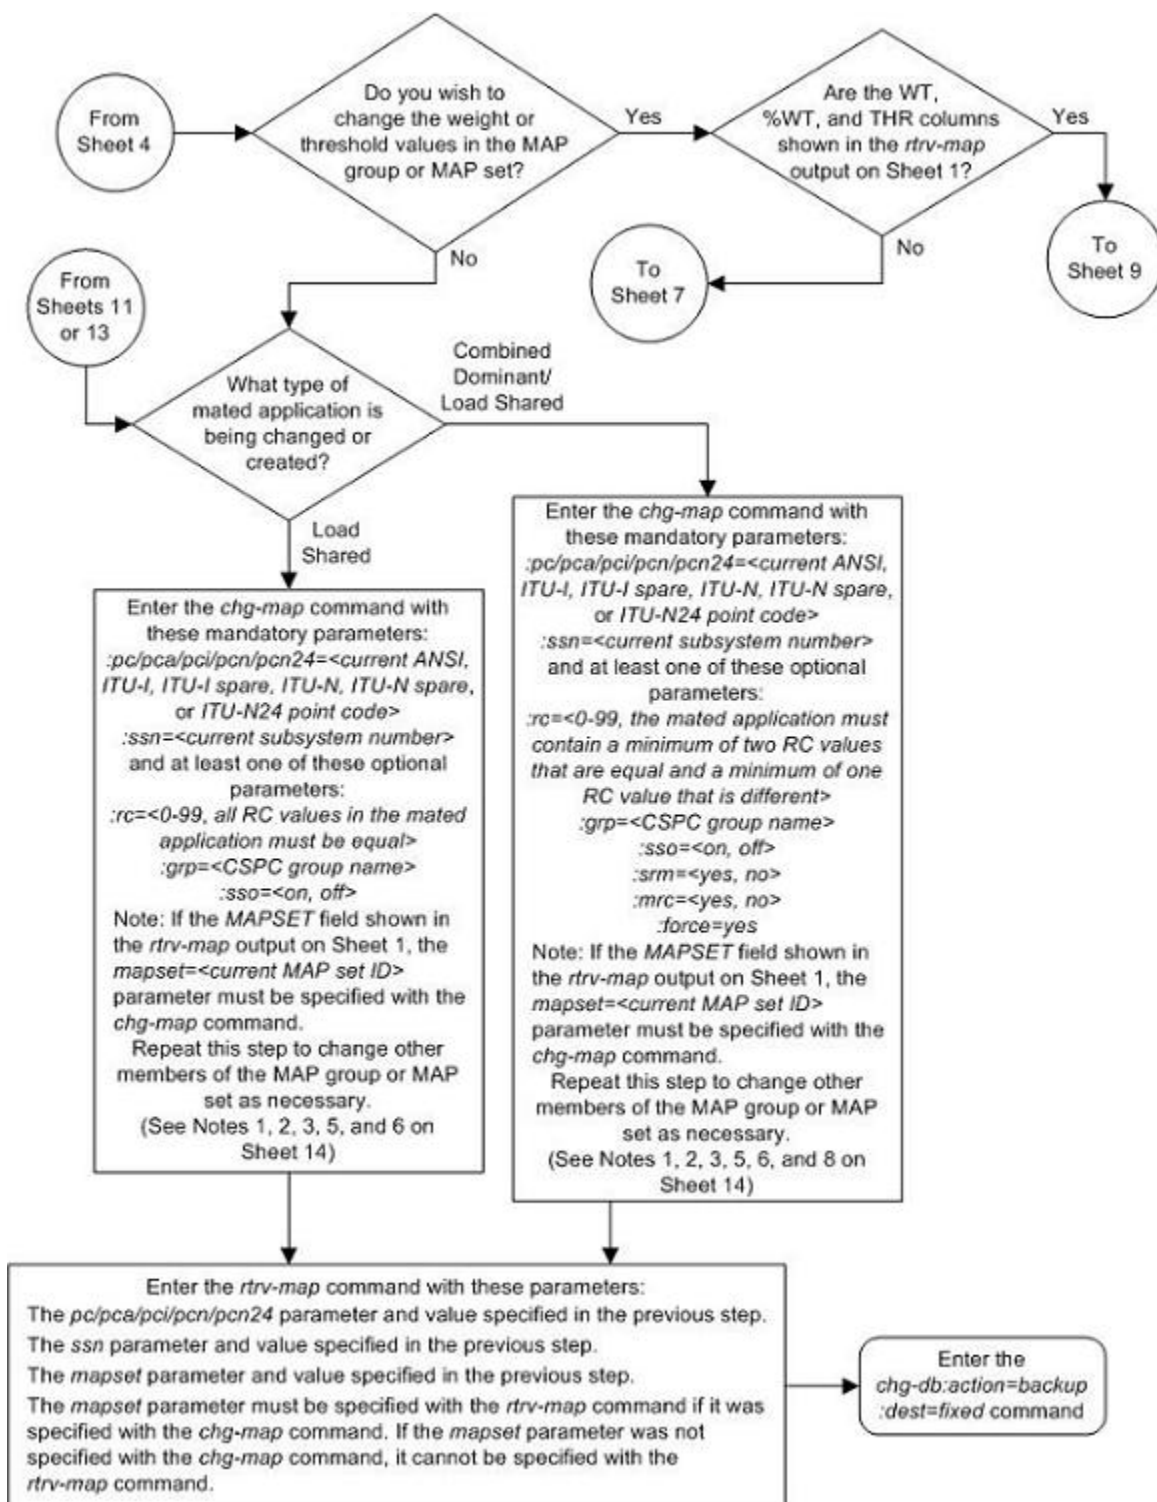 From
Sheet 4
Do you wish to
change the weight or
threshold values in the MAP
group or MAP set?
Yes
Are the WT,
%WT, and THR columns
shown in the rtrv-map
output on Sheet 1?
Yes
No
To
Sheet 7
No
To
Sheet 9
From
Sheets 11
or 13
What type of
mated application is
being changed or
created?
Combined
Dominant/
Load Shared
Load
Shared
Enter the chg-map command with
these mandatory parameters:
:pc/pca/pci/pcn/pcn24=<current ANSI,
ITU-I, ITU-I spare, ITU-N, ITU-N spare,
or ITU-N24 point code>
:ssn=<current subsystem number>
and at least one of these optional
parameters:
:rc=<0-99, all RC values in the mated
application must be equal>
:grp=<CSPC group name>
:sso=<on, off>
Note: If the MAPSET field shown in
the rtrv-map output on Sheet 1, the
mapset=<current MAP set ID>
parameter must be specified with the
chg-map command.
Repeat this step to change other
members of the MAP group or MAP
set as necessary.
(See Notes 1, 2, 3, 5, and 6 on
Sheet 14)
Enter the chg-map command with
these mandatory parameters:
:pc/pca/pci/pcn/pcn24=<current ANSI,
ITU-I, ITU-I spare, ITU-N, ITU-N spare,
or ITU-N24 point code>
:ssn=<current subsystem number>
and at least one of these optional
parameters:
:rc=<0-99, the mated application must
contain a minimum of two RC values
that are equal and a minimum of one
RC value that is different>
:grp=<CSPC group name>
:sso=<on, off>
:srm=<yes, no>
:mrc=<yes, no>
:force=yes
Note: If the MAPSET field shown in
the rtrv-map output on Sheet 1, the
mapset=<current MAP set ID>
parameter must be specified with the
chg-map command.
Repeat this step to change other
members of the MAP group or MAP
set as necessary.
(See Notes 1, 2, 3, 5, 6, and 8 on
Sheet 14)
Enter the rtrv-map command with these parameters:
The pc/pca/pci/pcn/pcn24 parameter and value specified in the previous step.
The ssn parameter and value specified in the previous step.
The mapset parameter and value specified in the previous step.
The mapset parameter must be specified with the rtrv-map command if it was
specified with the chg-map command. If the mapset parameter was not
specified with the chg-map command, it cannot be specified with the
rtrv-map command.
Enter the
chg-db:action=backup
:dest=fixed command